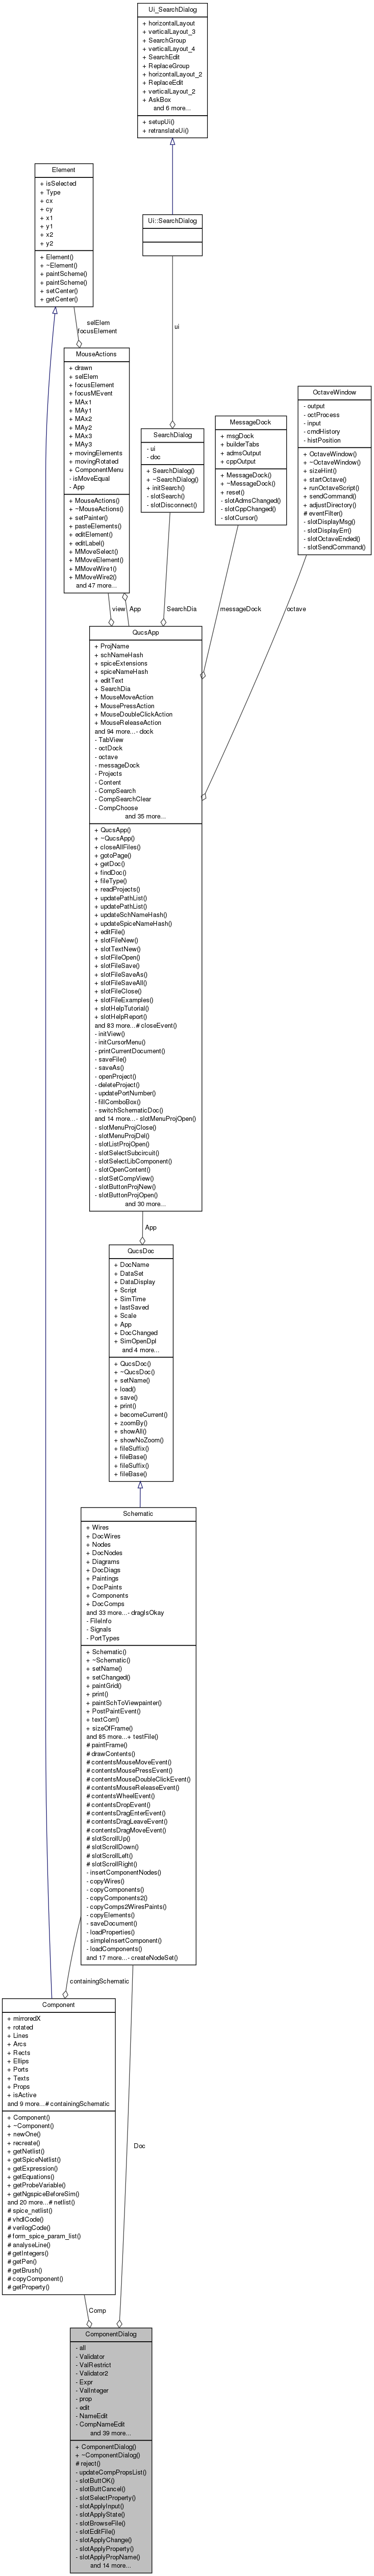 Ui_SearchDialog
+ horizontalLayout
+ verticalLayout_3
+ SearchGroup
+ verticalLayout_4
+ SearchEdit
+ ReplaceGroup
+ horizontalLayout_2
+ ReplaceEdit
+ verticalLayout_2
+ AskBox
and 6 more...
+ setupUi()
+ retranslateUi()
Element
+ isSelected
+ Type
+ cx
+ cy
+ x1
+ y1
+ x2
+ y2
+ Element()
+ ~Element()
+ paintScheme()
+ paintScheme()
+ setCenter()
+ getCenter()
Ui::SearchDialog
selElem
focusElement
ui
MouseActions
+ drawn
+ selElem
+ focusElement
+ focusMEvent
+ MAx1
+ MAy1
+ MAx2
+ MAy2
+ MAx3
+ MAy3
+ movingElements
+ movingRotated
+ ComponentMenu
- isMoveEqual
- App
+ MouseActions()
+ ~MouseActions()
+ setPainter()
+ pasteElements()
+ editElement()
+ editLabel()
+ MMoveSelect()
+ MMoveElement()
+ MMoveWire1()
+ MMoveWire2()
and 47 more...
SearchDialog
- ui
- doc
+ SearchDialog()
+ ~SearchDialog()
+ initSearch()
- slotSearch()
- slotDisconnect()
MessageDock
+ msgDock
+ builderTabs
+ admsOutput
+ cppOutput
+ MessageDock()
+ ~MessageDock()
+ reset()
- slotAdmsChanged()
- slotCppChanged()
- slotCursor()
OctaveWindow
- output
- octProcess
- input
- cmdHistory
- histPosition
+ OctaveWindow()
+ ~OctaveWindow()
+ sizeHint()
+ startOctave()
+ runOctaveScript()
+ sendCommand()
+ adjustDirectory()
# eventFilter()
- slotDisplayMsg()
- slotDisplayErr()
- slotOctaveEnded()
- slotSendCommand()
view
App
SearchDia
messageDock
octave
QucsApp
+ ProjName
+ schNameHash
+ spiceExtensions
+ spiceNameHash
+ editText
+ SearchDia
+ MouseMoveAction
+ MousePressAction
+ MouseDoubleClickAction
+ MouseReleaseAction
and 94 more...- dock
- TabView
- octDock
- octave
- messageDock
- Projects
- Content
- CompSearch
- CompSearchClear
- CompChoose
and 35 more...
+ QucsApp()
+ ~QucsApp()
+ closeAllFiles()
+ gotoPage()
+ getDoc()
+ findDoc()
+ fileType()
+ readProjects()
+ updatePathList()
+ updatePathList()
+ updateSchNameHash()
+ updateSpiceNameHash()
+ editFile()
+ slotFileNew()
+ slotTextNew()
+ slotFileOpen()
+ slotFileSave()
+ slotFileSaveAs()
+ slotFileSaveAll()
+ slotFileClose()
+ slotFileExamples()
+ slotHelpTutorial()
+ slotHelpReport()
and 83 more...# closeEvent()
- initView()
- initCursorMenu()
- printCurrentDocument()
- saveFile()
- saveAs()
- openProject()
- deleteProject()
- updatePortNumber()
- fillComboBox()
- switchSchematicDoc()
and 14 more...- slotMenuProjOpen()
- slotMenuProjClose()
- slotMenuProjDel()
- slotListProjOpen()
- slotSelectSubcircuit()
- slotSelectLibComponent()
- slotOpenContent()
- slotSetCompView()
- slotButtonProjNew()
- slotButtonProjOpen()
and 30 more...
App
QucsDoc
+ DocName
+ DataSet
+ DataDisplay
+ Script
+ SimTime
+ lastSaved
+ Scale
+ App
+ DocChanged
+ SimOpenDpl
and 4 more...
+ QucsDoc()
+ ~QucsDoc()
+ setName()
+ load()
+ save()
+ print()
+ becomeCurrent()
+ zoomBy()
+ showAll()
+ showNoZoom()
+ fileSuffix()
+ fileBase()
+ fileSuffix()
+ fileBase()
Schematic
+ Wires
+ DocWires
+ Nodes
+ DocNodes
+ Diagrams
+ DocDiags
+ Paintings
+ DocPaints
+ Components
+ DocComps
and 33 more...- dragIsOkay
- FileInfo
- Signals
- PortTypes
+ Schematic()
+ ~Schematic()
+ setName()
+ setChanged()
+ paintGrid()
+ print()
+ paintSchToViewpainter()
+ PostPaintEvent()
+ textCorr()
+ sizeOfFrame()
and 85 more...+ testFile()
# paintFrame()
# drawContents()
# contentsMouseMoveEvent()
# contentsMousePressEvent()
# contentsMouseDoubleClickEvent()
# contentsMouseReleaseEvent()
# contentsWheelEvent()
# contentsDropEvent()
# contentsDragEnterEvent()
# contentsDragLeaveEvent()
# contentsDragMoveEvent()
# slotScrollUp()
# slotScrollDown()
# slotScrollLeft()
# slotScrollRight()
- insertComponentNodes()
- copyWires()
- copyComponents()
- copyComponents2()
- copyComps2WiresPaints()
- copyElements()
- saveDocument()
- loadProperties()
- simpleInsertComponent()
- loadComponents()
and 17 more...- createNodeSet()
containingSchematic
Component
+ mirroredX
+ rotated
+ Lines
+ Arcs
+ Rects
+ Ellips
+ Ports
+ Texts
+ Props
+ isActive
and 9 more...# containingSchematic
+ Component()
+ ~Component()
+ newOne()
+ recreate()
+ getNetlist()
+ getSpiceNetlist()
+ getExpression()
+ getEquations()
+ getProbeVariable()
+ getNgspiceBeforeSim()
and 20 more...# netlist()
# spice_netlist()
# vhdlCode()
# verilogCode()
# form_spice_param_list()
# analyseLine()
# getIntegers()
# getPen()
# getBrush()
# copyComponent()
# getProperty()
Doc
Comp
ComponentDialog
- all
- Validator
- ValRestrict
- Validator2
- Expr
- ValInteger
- prop
- edit
- NameEdit
- CompNameEdit
and 39 more...
+ ComponentDialog()
+ ~ComponentDialog()
# reject()
- updateCompPropsList()
- slotButtOK()
- slotButtCancel()
- slotSelectProperty()
- slotApplyInput()
- slotApplyState()
- slotBrowseFile()
- slotEditFile()
- slotApplyChange()
- slotApplyProperty()
- slotApplyPropName()
and 14 more...